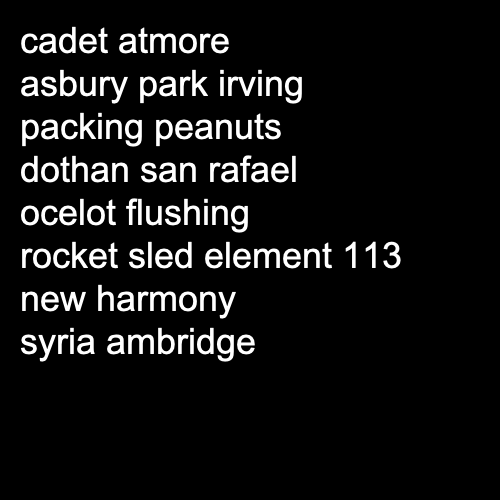 cadet atmore
asbury park irving
packing peanuts
dothan san rafael
ocelot flushing
rocket sled element 113
new harmony
syria ambridge